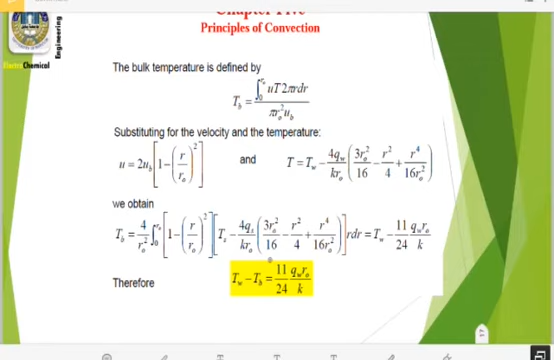 Chapter Five
Principles of Convection
ElectroChemical
Engineering
The bulk temperature is defined by
T_b = ∫_0^{r_o} uT2πrdr / πr_o^2 u_b
Substituting for the velocity and the temperature:
u = 2u_b[1-(r/r_o)^2] and T = T_w - 4q_w/kr_o (3r_o^2/16 - r^2/4 + r^4/16r_o^2)
we obtain
T_b = 4/r_o^2 ∫_0^{r_o} [1-(r/r_o)^2][T_s - 4q_s/kr_o (3r_o^2/16 - r^2/4 + r^4/16r_o^2)] rdr = T_w - 11/24 q_w r_o/k
Therefore T_w - T_b = 11/24 q_w r_o/k
17